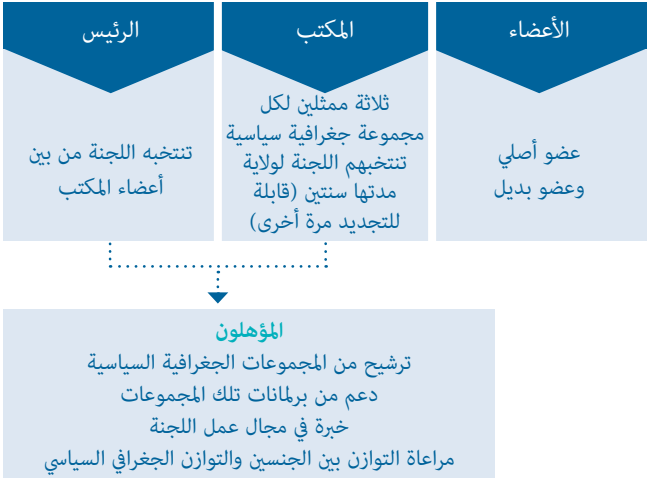 الأعضاء
عضو أصلي
وعضو بديل
المكتب
ثلاثة ممثلين لكل
مجموعة جغرافية سياسية
تنتخبهم اللجنة لولاية
مدتها سنتين (قابلة
للتجديد مرة أخرى)
الرئيس
تنتخبه اللجنة من بين
أعضاء المكتب
المؤهلون
ترشيح من المجموعات الجغرافية السياسية
دعم من برلمانات تلك المجموعات
خبرة في مجال عمل اللجنة
مراعاة التوازن بين الجنسين والتوازن الجغرافي السياسي